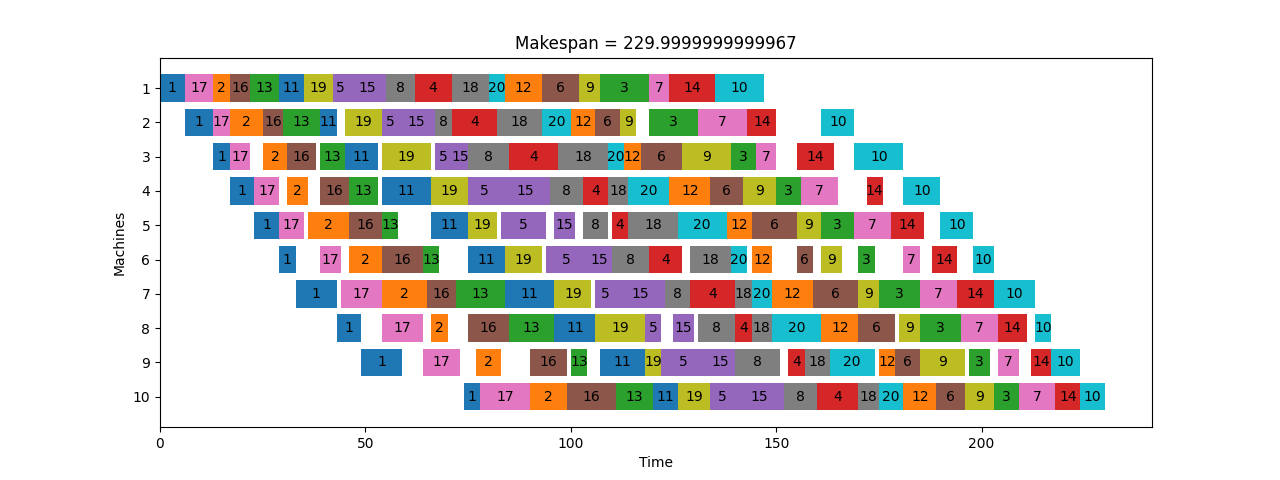 Makespan = 229.9999999999967
1 1 17 2 16 13 11 19 5 15 8 4 18 20 12 6 9 3 7 14 10
2 1 17 2 16 13 11 19 5 15 8 4 18 20 12 6 9 3 7 14 10
3 1 17 2 16 13 11 19 5 15 8 4 18 20 12 6 9 3 7 14 10
4 1 17 2 16 13 11 19 5 15 8 4 18 20 12 6 9 3 7 14 10
5 1 17 2 16 13 11 19 5 15 8 4 18 20 12 6 9 3 7 14 10
6 1 17 2 16 13 11 19 5 15 8 4 18 20 12 6 9 3 7 14 10
7 1 17 2 16 13 11 19 5 15 8 4 18 20 12 6 9 3 7 14 10
8 1 17 2 16 13 11 19 5 15 8 4 18 20 12 6 9 3 7 14 10
9 1 17 2 16 13 11 19 5 15 8 4 18 20 12 6 9 3 7 14 10
10 1 17 2 16 13 11 19 5 15 8 4 18 20 12 6 9 3 7 14 10
Machines
0 50 100 150 200
Time